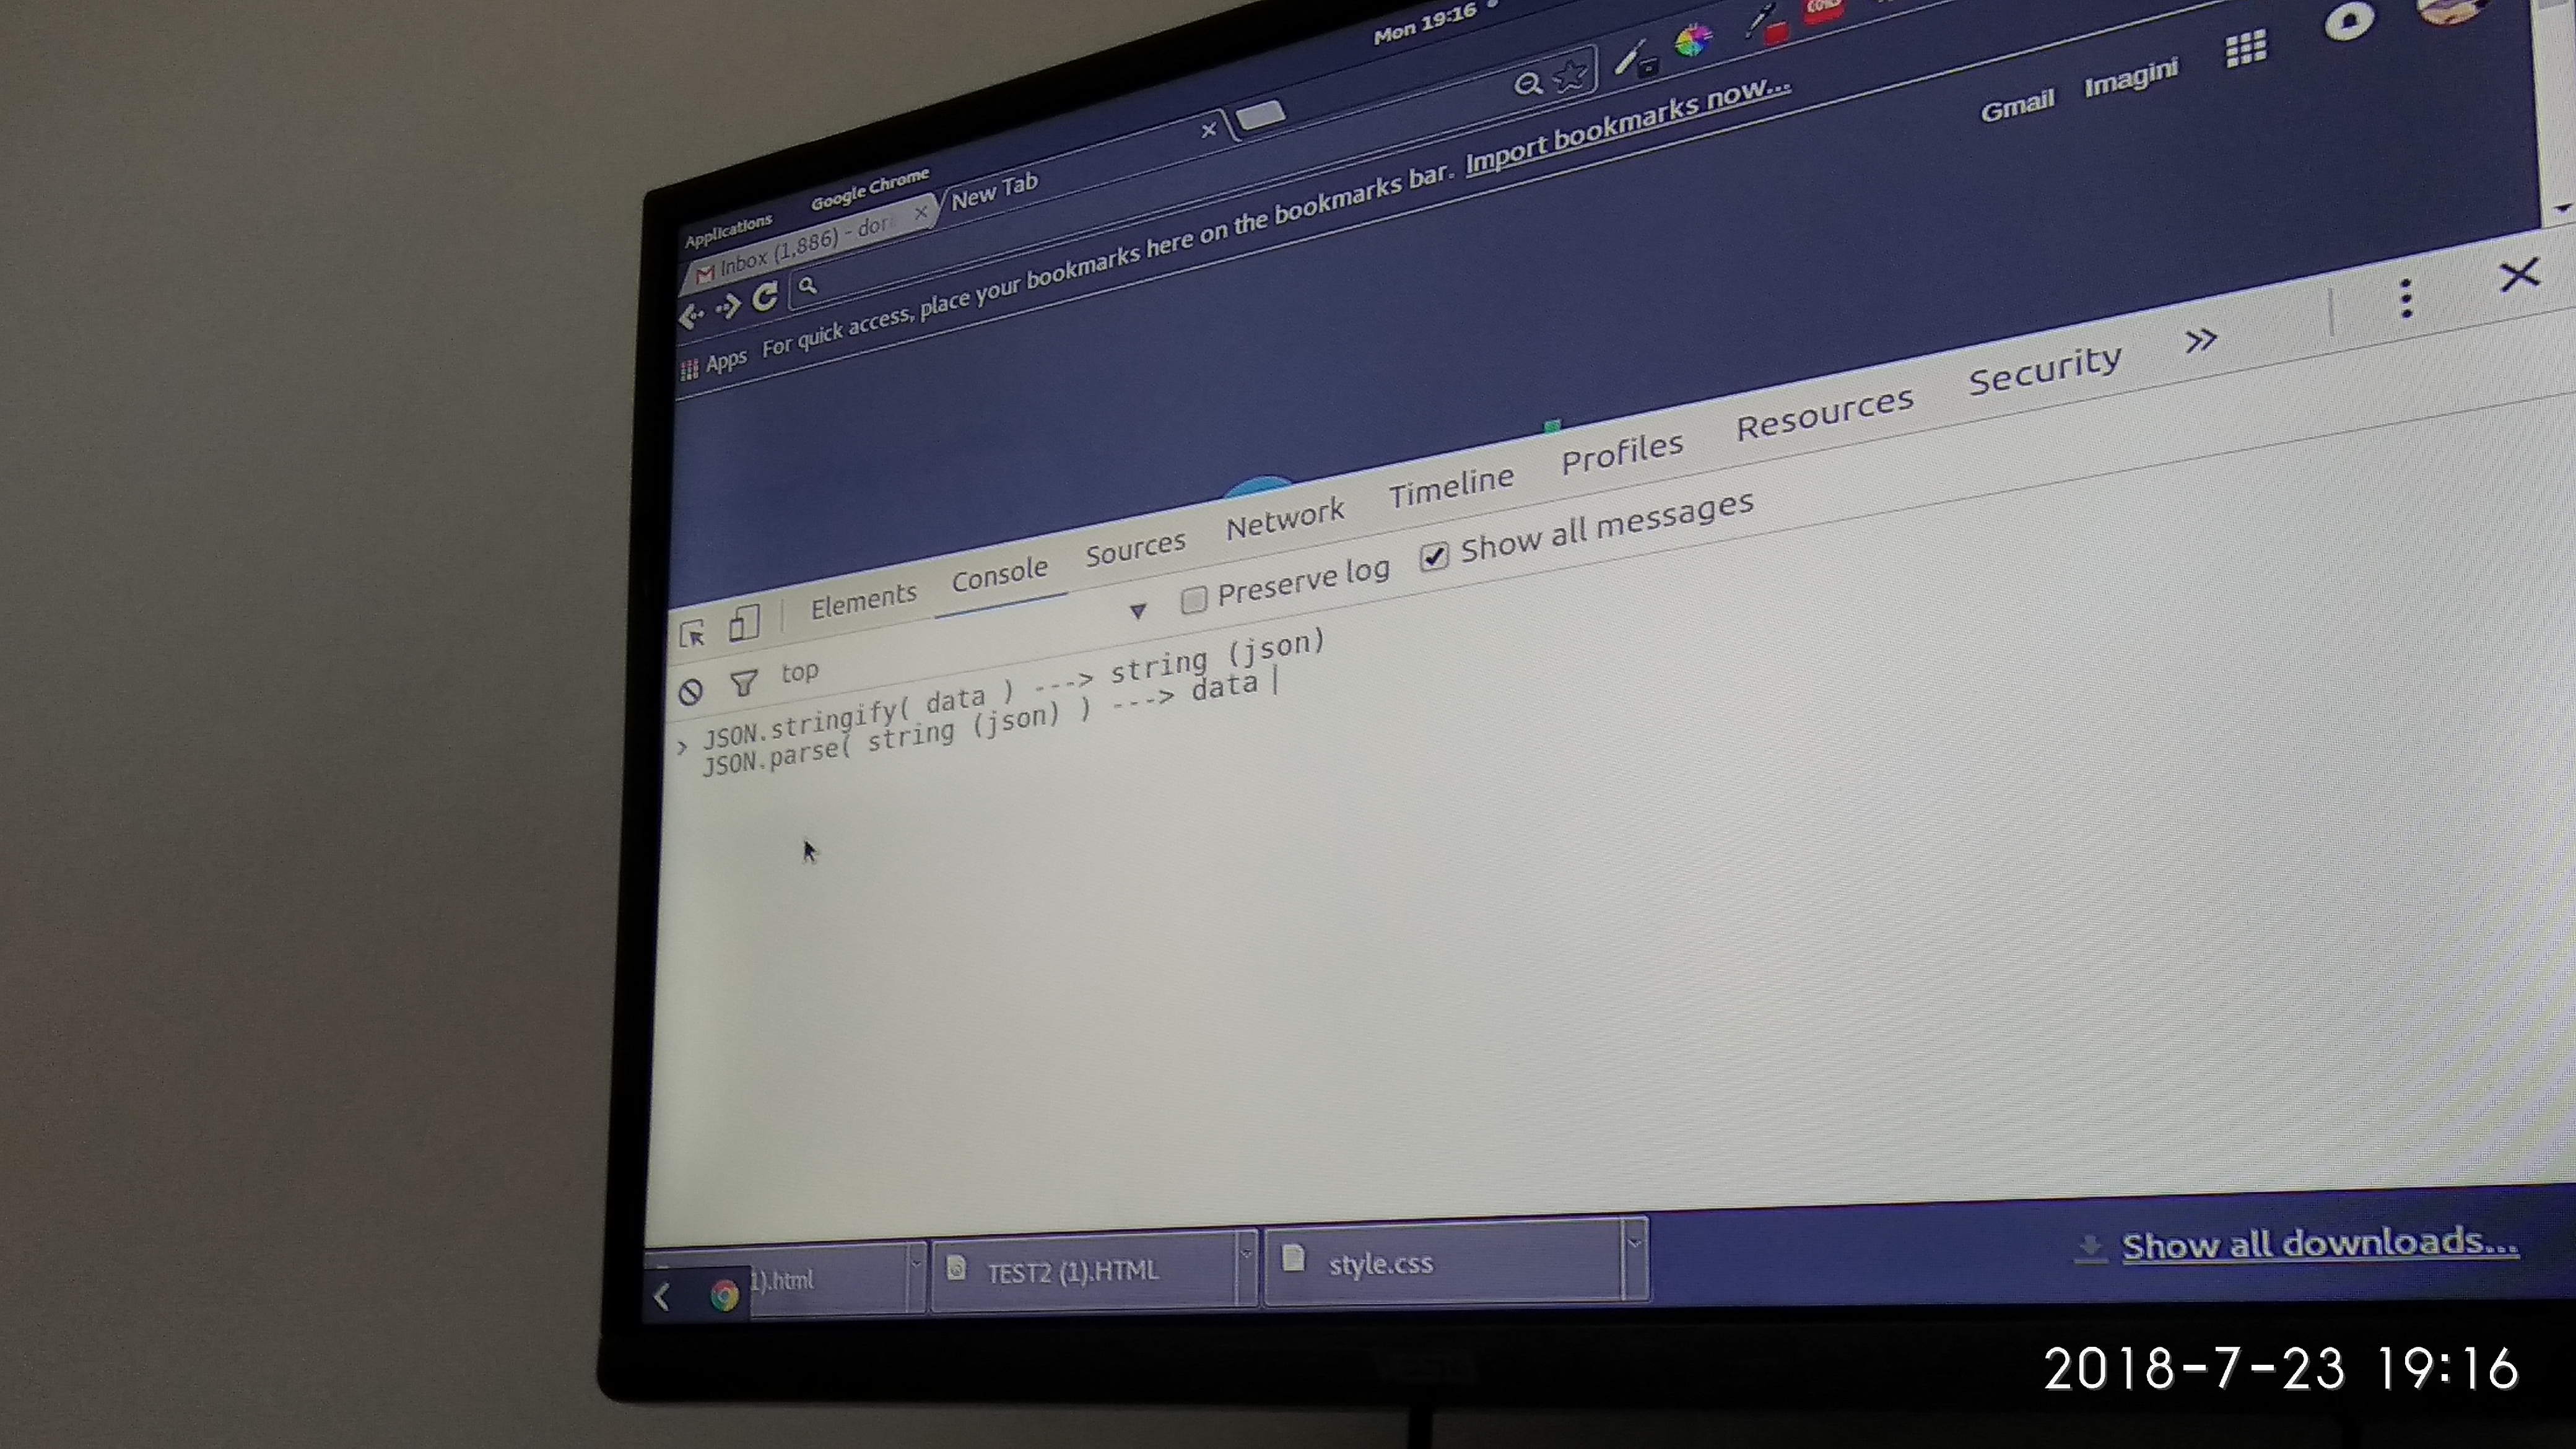 Mon 19:16
Applications Google Chrome
Inbox (1,886) - dor New Tab
Apps For quick access, place your bookmarks here on the bookmarks bar. Import bookmarks now...
Gmail Imagini
Elements Console Sources Network Timeline Profiles Resources Security
top Preserve log Show all messages
> JSON.stringify( data ) ---> string (json)
JSON.parse( string (json) ) ---> data
1).html TEST2 (1).HTML style.css Show all downloads...
2018-7-23 19:16